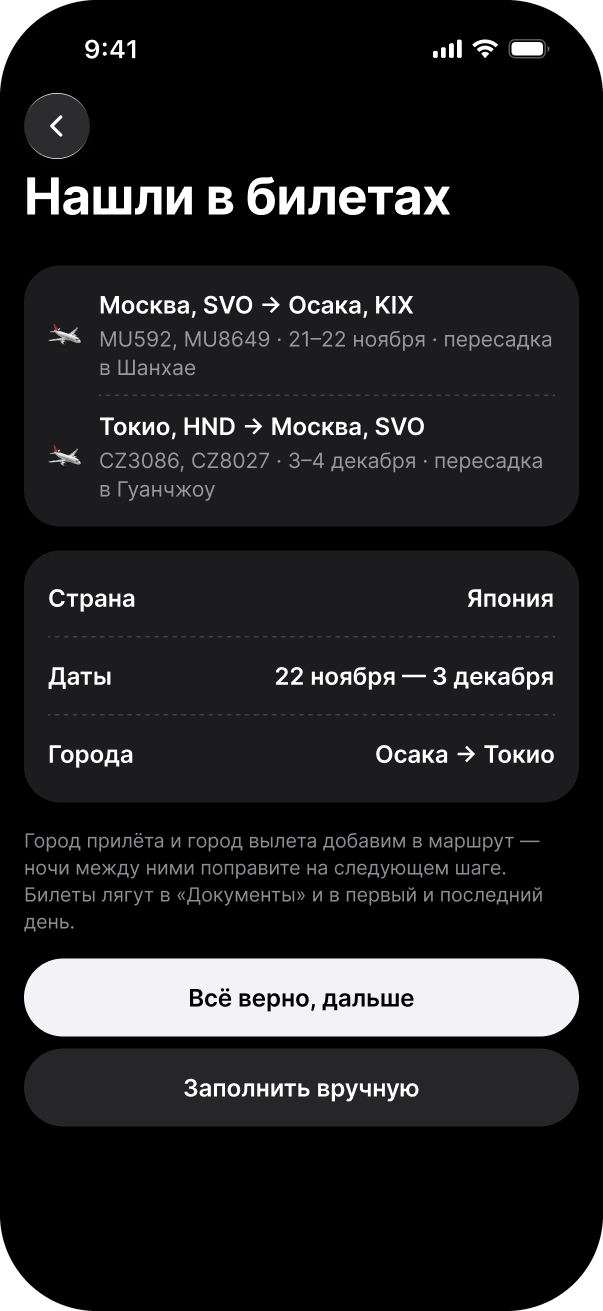 9:41
Нашли в билетах
Москва, SVO → Осака, KIX
MU592, MU8649 · 21–22 ноября · пересадка
в Шанхае
Токио, HND → Москва, SVO
CZ3086, CZ8027 · 3–4 декабря · пересадка
в Гуанчжоу
Страна Япония
Даты 22 ноября — 3 декабря
Города Осака → Токио
Город прилёта и город вылета добавим в маршрут —
ночи между ними поправите на следующем шаге.
Билеты лягут в «Документы» и в первый и последний
день.
Всё верно, дальше
Заполнить вручную